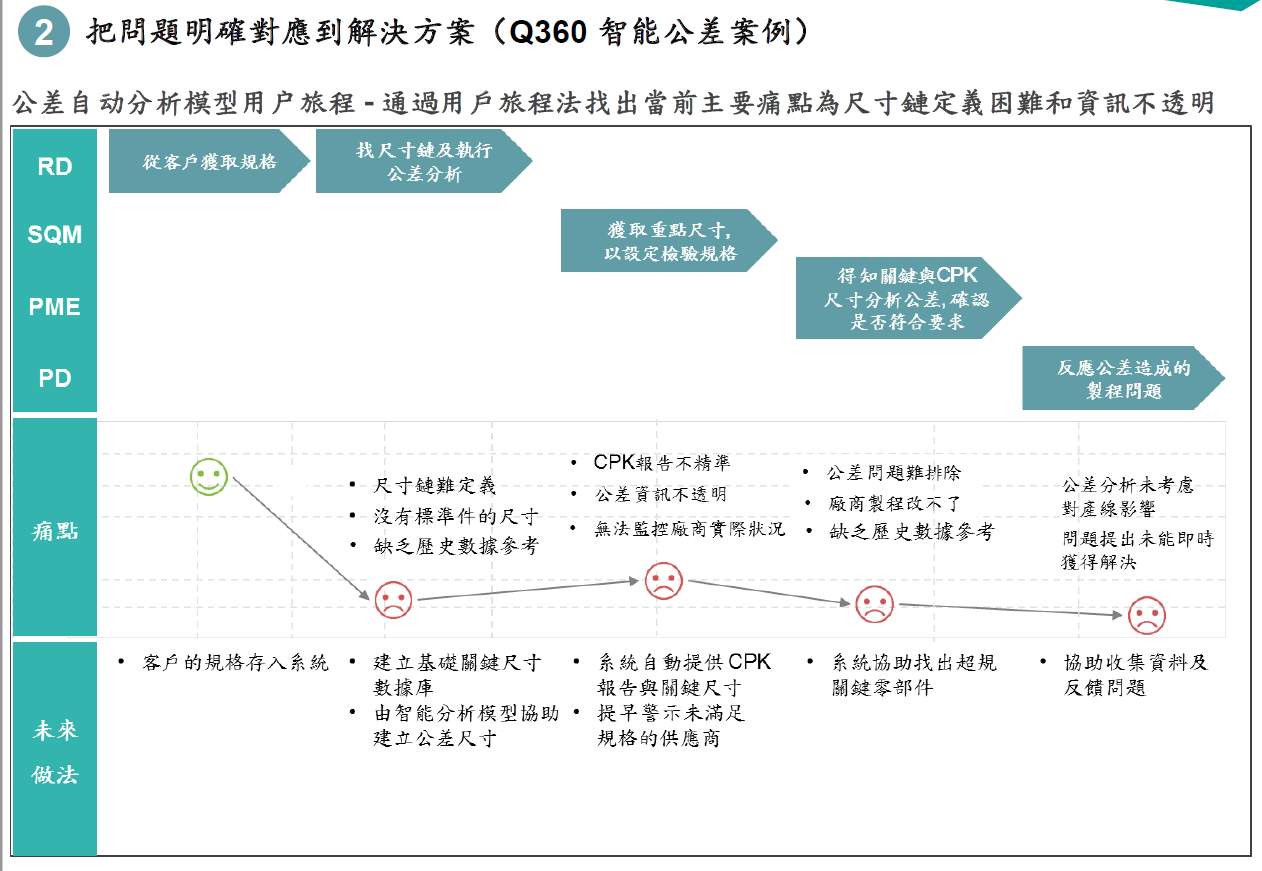 2 把問題明確對應到解決方案（Q360 智能公差案例）
公差自动分析模型用户旅程 - 通過用戶旅程法找出當前主要痛點為尺寸鏈定義困難和資訊不透明
RD
從客戶獲取規格
找尺寸鏈及執行
公差分析
SQM
獲取重點尺寸,
以設定檢驗規格
PME
得知關鍵與CPK
尺寸分析公差,確認
是否符合要求
PD
反應公差造成的
製程問題
痛點
• 尺寸鏈難定義
• 沒有標準件的尺寸
• 缺乏歷史數據參考
• CPK報告不精準
• 公差資訊不透明
• 無法監控廠商實際狀況
• 公差問題難排除
• 廠商製程改不了
• 缺乏歷史數據參考
公差分析未考慮
對產線影響
問題提出未能即時
獲得解決
未來
做法
• 客戶的規格存入系統
• 建立基礎關鍵尺寸
數據庫
• 由智能分析模型協助
建立公差尺寸
• 系統自動提供CPK
報告與關鍵尺寸
• 提早警示未滿足
規格的供應商
• 系統協助找出超規
關鍵零部件
• 協助收集資料及
反饋問題